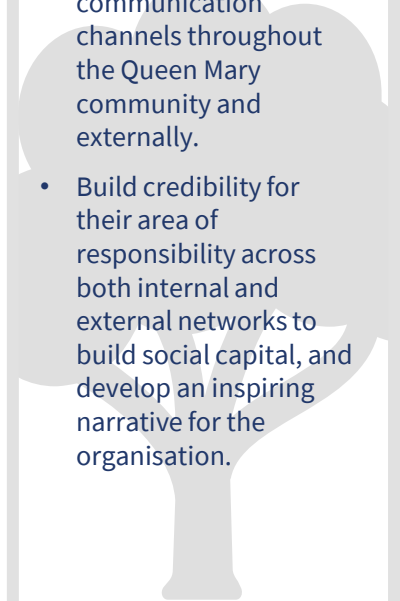 communication
channels throughout
the Queen Mary
community and
externally.
• Build credibility for
their area of
responsibility across
both internal and
external networks to
build social capital, and
develop an inspiring
narrative for the
organisation.